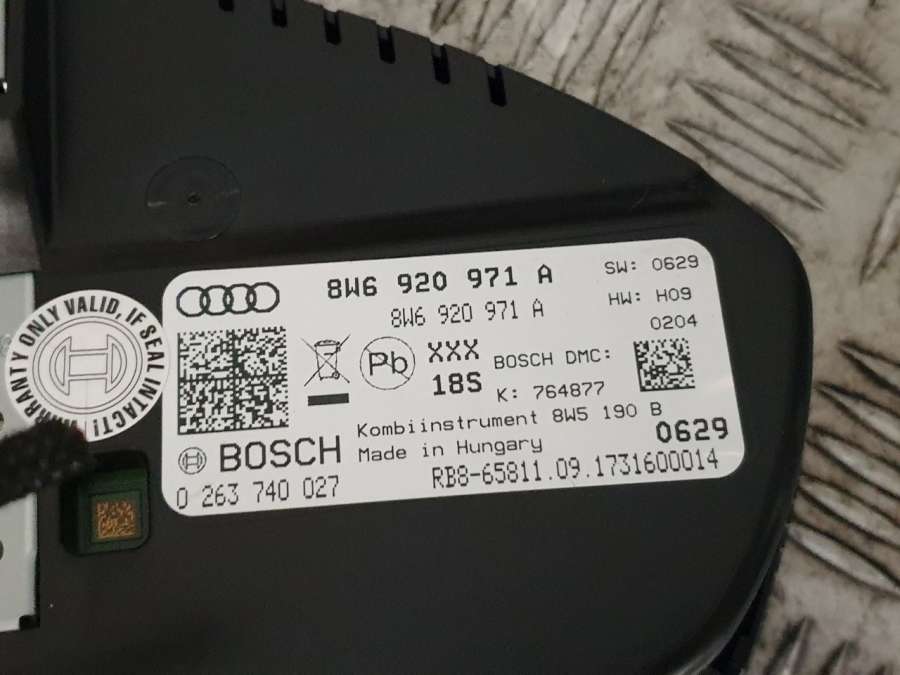 8W6 920 971 A
8W6 920 971 A
SW: 0629
HW: H09
0204
Pb
XXX
18S
BOSCH DMC:
K: 764877
Kombiinstrument 8W5 190 B
Made in Hungary
0629
BOSCH
0 263 740 027
RB8-65811.09.1731600014
WARRANTY ONLY VALID, IF SEAL INTACT!